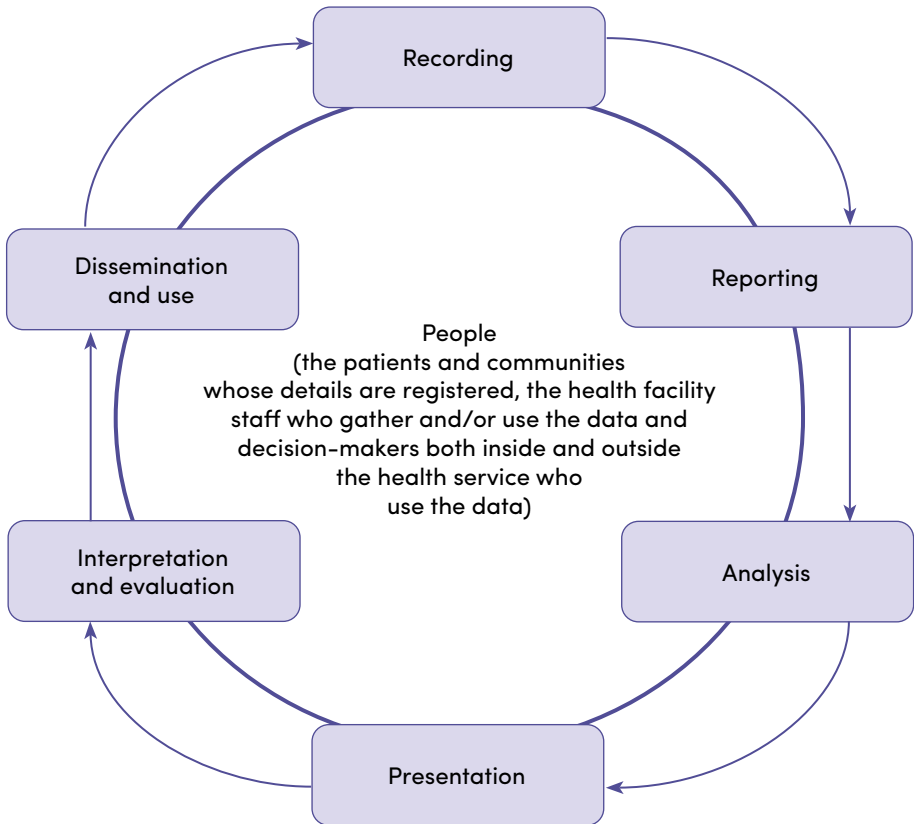 Recording
Reporting
Analysis
Presentation
Interpretation
and evaluation
Dissemination
and use
People
(the patients and communities
whose details are registered, the health facility
staff who gather and/or use the data and
decision-makers both inside and outside
the health service who
use the data)